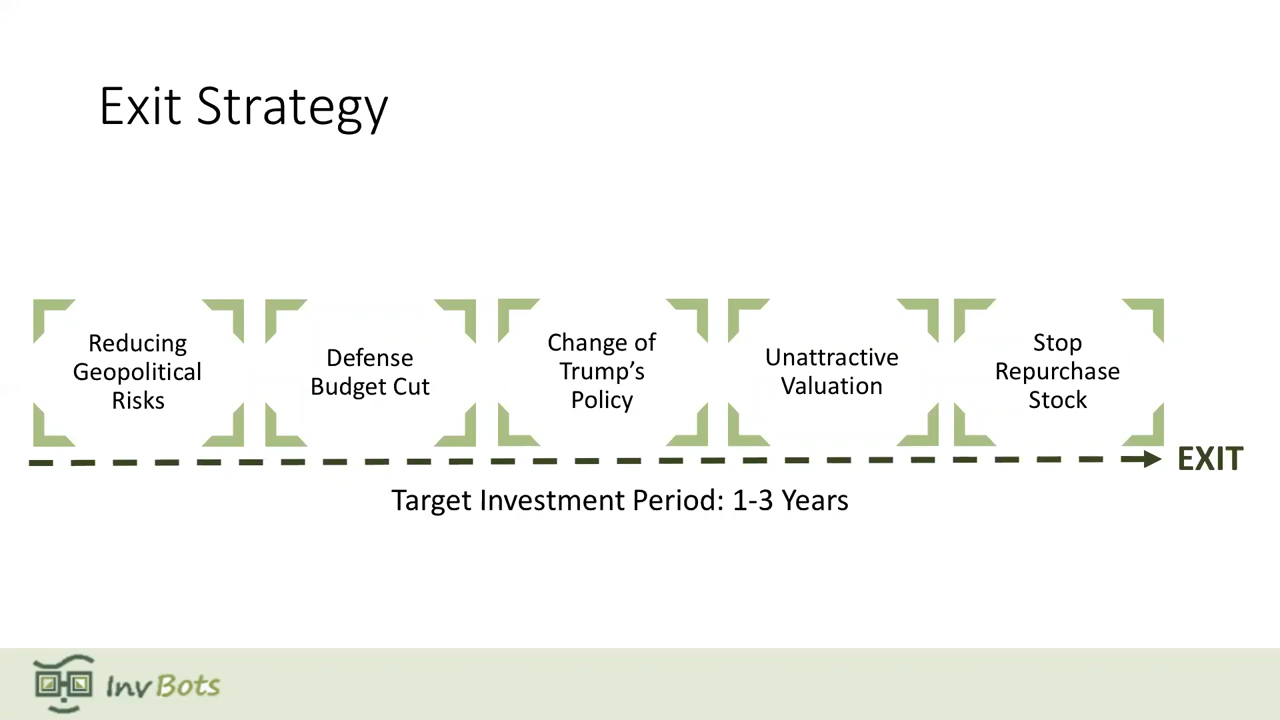 Exit Strategy
Reducing
Geopolitical
Risks
Defense
Budget Cut
Change of
Trump’s
Policy
Unattractive
Valuation
Stop
Repurchase
Stock
EXIT
Target Investment Period: 1-3 Years
InvBots